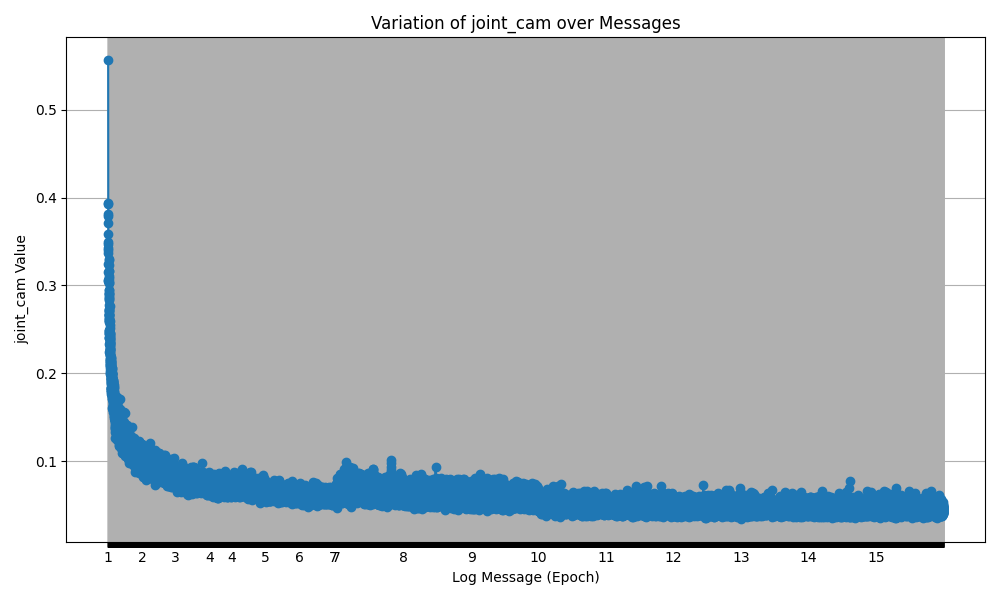 Variation of joint_cam over Messages
joint_cam Value
0.5
0.4
0.3
0.2
0.1
1 2 3 4 4 5 6 7 7 8 9 10 11 12 13 14 15
Log Message (Epoch)